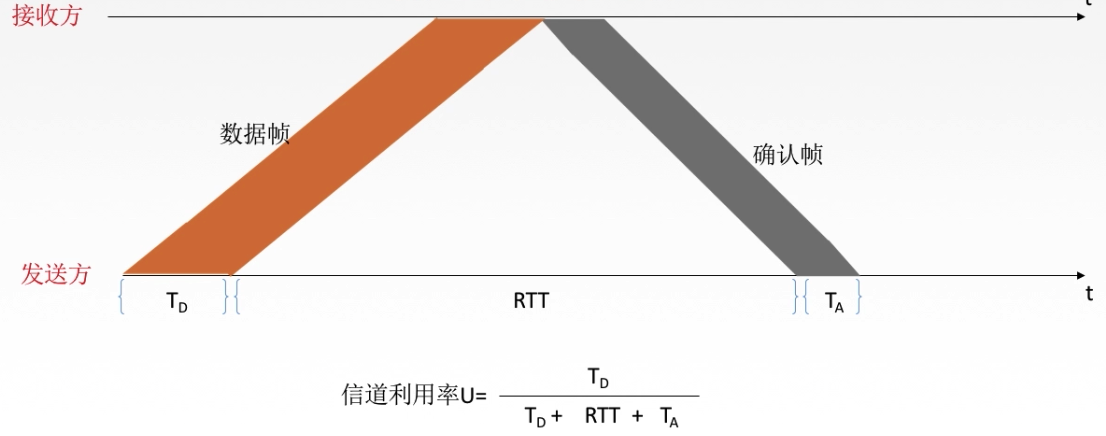 t
接收方
数据帧
确认帧
发送方
t
T_D RTT T_A
T_D
信道利用率U=
T_D + RTT + T_A